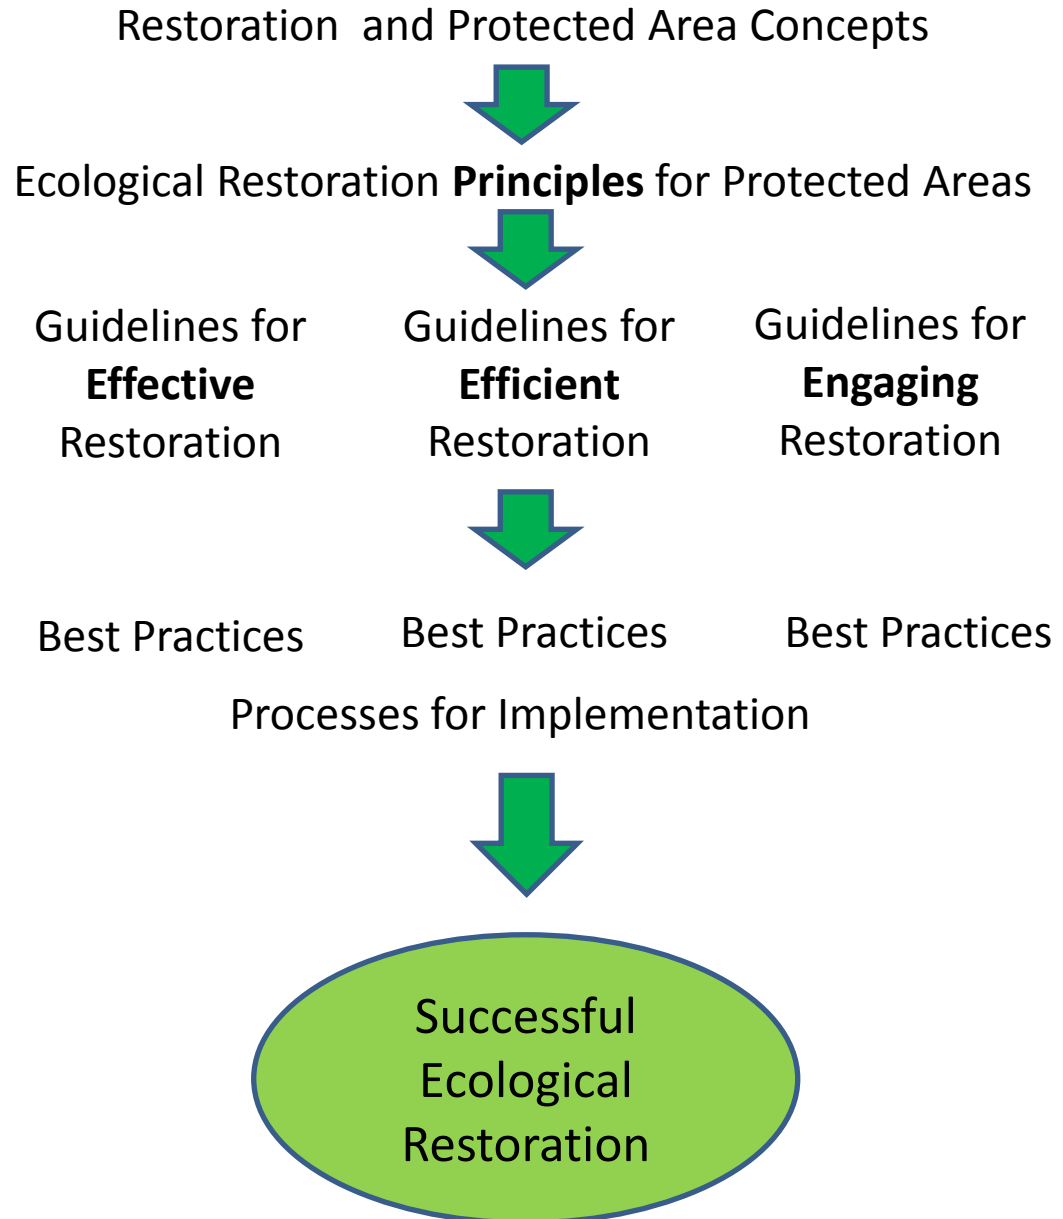 Restoration  and Protected Area Concepts
Ecological Restoration Principles for Protected Areas
Guidelines for
Effective
Restoration
Guidelines for
Efficient
Restoration
Guidelines for
Engaging
Restoration
Best Practices
Best Practices
Best Practices
Processes for Implementation
Successful
Ecological
Restoration